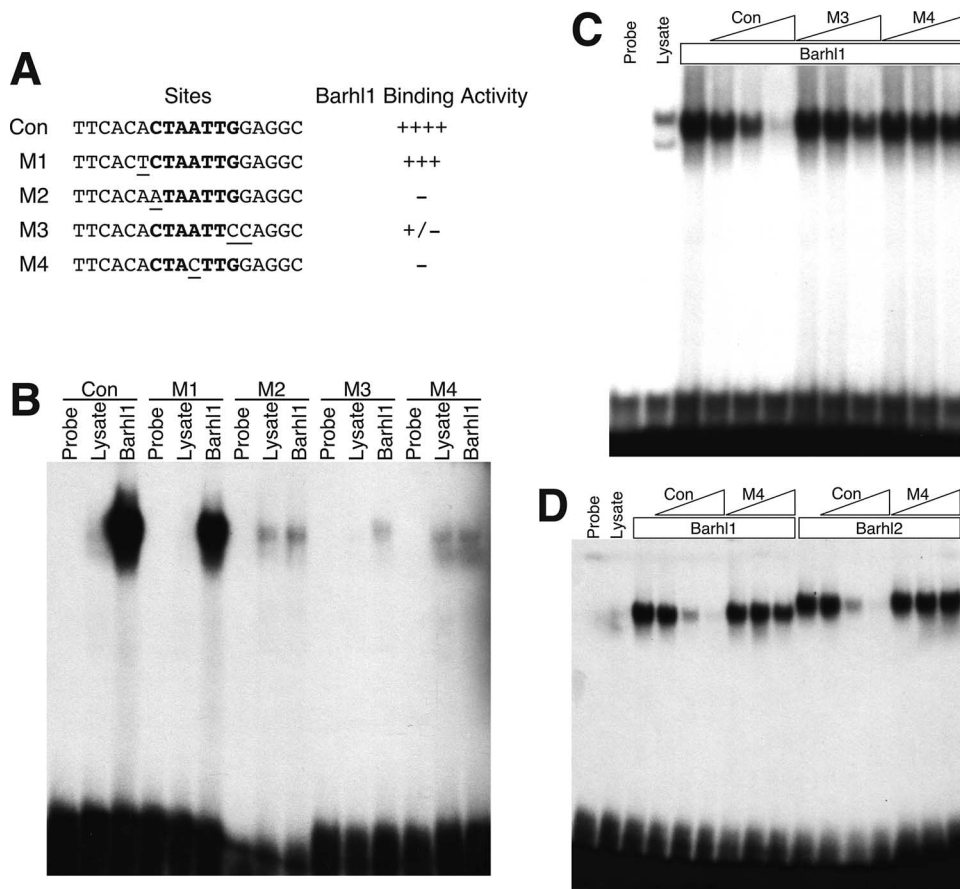 A
Sites Barhl1 Binding Activity
Con TTCACACTAATTGGAGGC ++++
M1 TTCACTCTAATTGGAGGC +++
M2 TTCACAATAATTGGAGGC –
M3 TTCACACTAATTCCAGGC +/–
M4 TTCACACTACTTGGAGGC –
B
Con M1 M2 M3 M4
Probe Lysate Barhl1 Probe Lysate Barhl1 Probe Lysate Barhl1 Probe Lysate Barhl1 Probe Lysate Barhl1
C
Probe Lysate Con M3 M4
Barhl1
D
Probe Lysate Con M4 Con M4
Barhl1 Barhl2